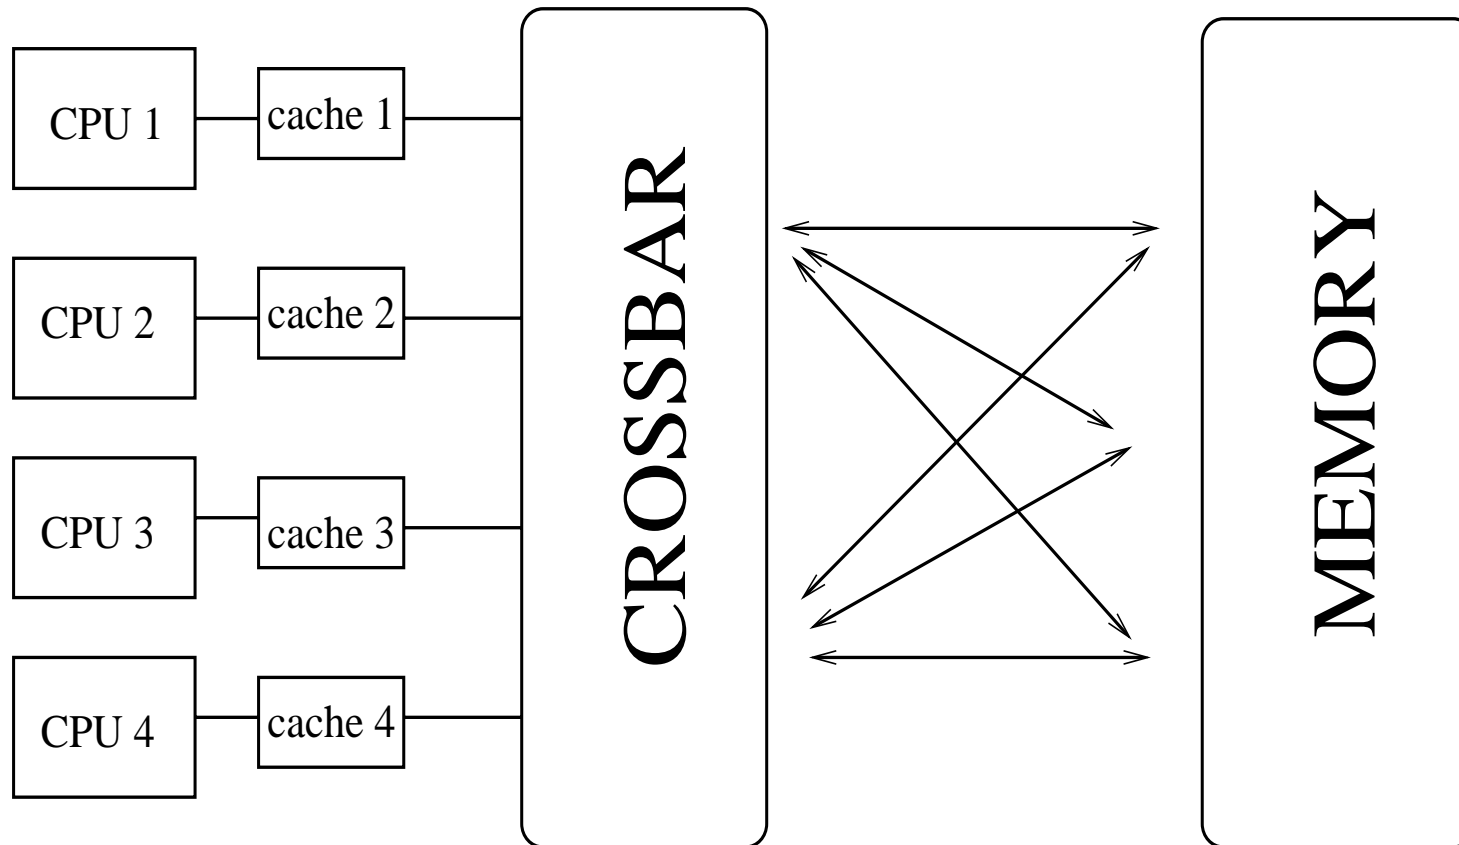 CPU 1
cache 1
CPU 2
cache 2
CPU 3
cache 3
CPU 4
cache 4
CROSSBAR
MEMORY